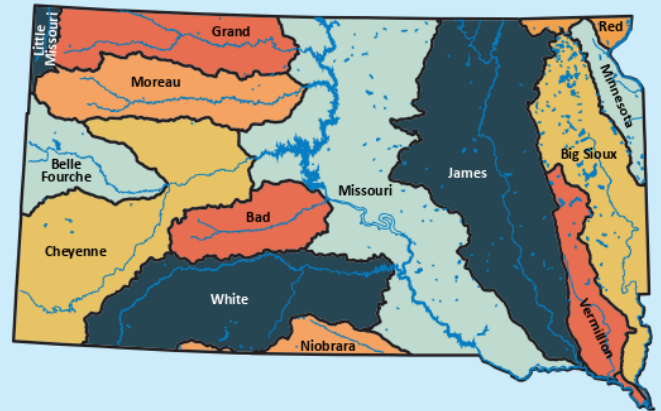 Little
Missouri
Grand
Red
Moreau
Minnesota
Belle
Fourche
Big Sioux
James
Missouri
Bad
Cheyenne
White
Vermillion
Niobrara